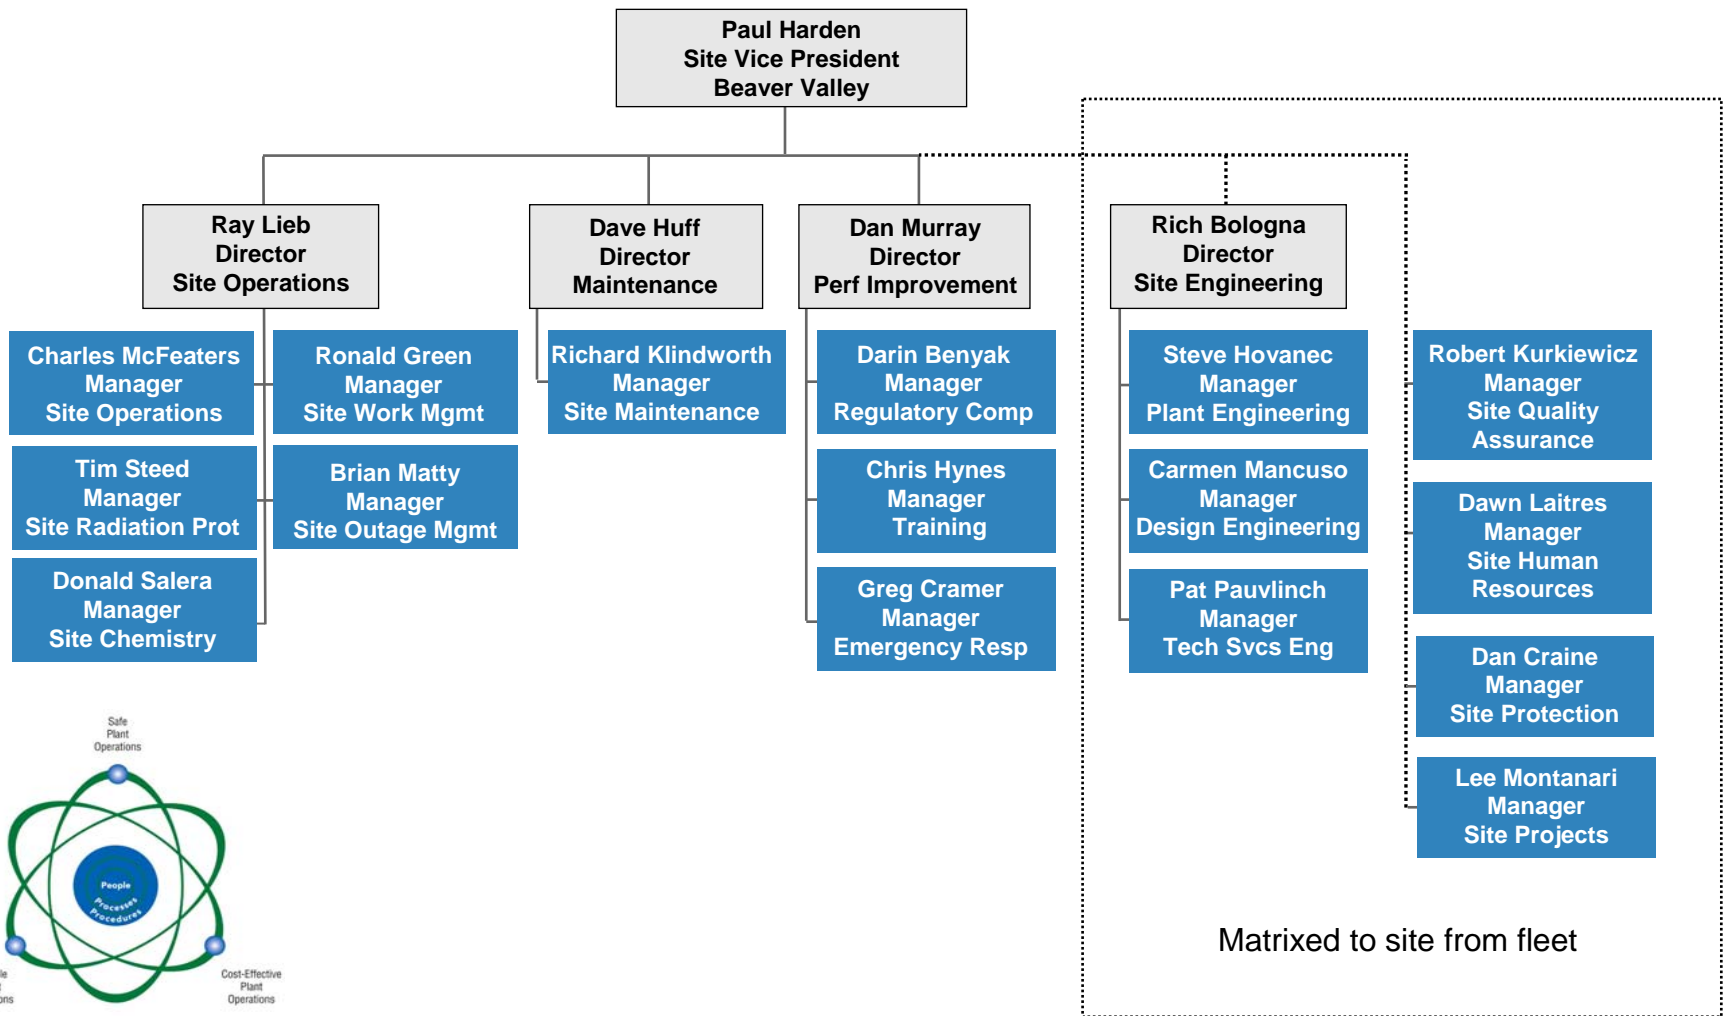 Paul Harden
Site Vice President
Beaver Valley
Ray Lieb
Director
Site Operations
Dave Huff
Director
Maintenance
Dan Murray
Director
Perf Improvement
Rich Bologna
Director
Site Engineering
Charles McFeaters
Manager
Site Operations
Ronald Green
Manager
Site Work Mgmt
Tim Steed
Manager
Site Radiation Prot
Brian Matty
Manager
Site Outage Mgmt
Donald Salera
Manager
Site Chemistry
Richard Klindworth
Manager
Site Maintenance
Darin Benyak
Manager
Regulatory Comp
Chris Hynes
Manager
Training
Greg Cramer
Manager
Emergency Resp
Steve Hovanec
Manager
Plant Engineering
Carmen Mancuso
Manager
Design Engineering
Pat Pauvlinch
Manager
Tech Svcs Eng
Robert Kurkiewicz
Manager
Site Quality
Assurance
Dawn Laitres
Manager
Site Human
Resources
Dan Craine
Manager
Site Protection
Lee Montanari
Manager
Site Projects
Matrixed to site from fleet
Safe
Plant
Operations
People
Processes
Procedures
Cost-Effective
Plant
Operations